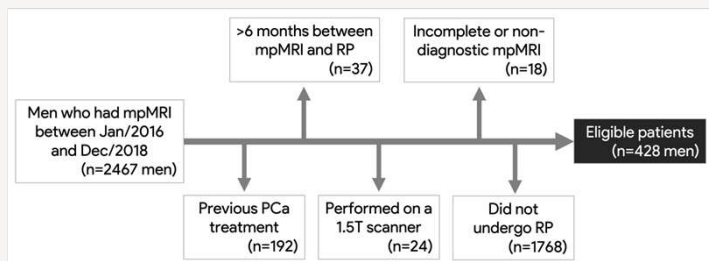 >6 months between
mpMRI and RP
(n=37)
Incomplete or non-
diagnostic mpMRI
(n=18)
Men who had mpMRI
between Jan/2016
and Dec/2018
(n=2467 men)
Eligible patients
(n=428 men)
Previous PCa
treatment
(n=192)
Performed on a
1.5T scanner
(n=24)
Did not
undergo RP
(n=1768)